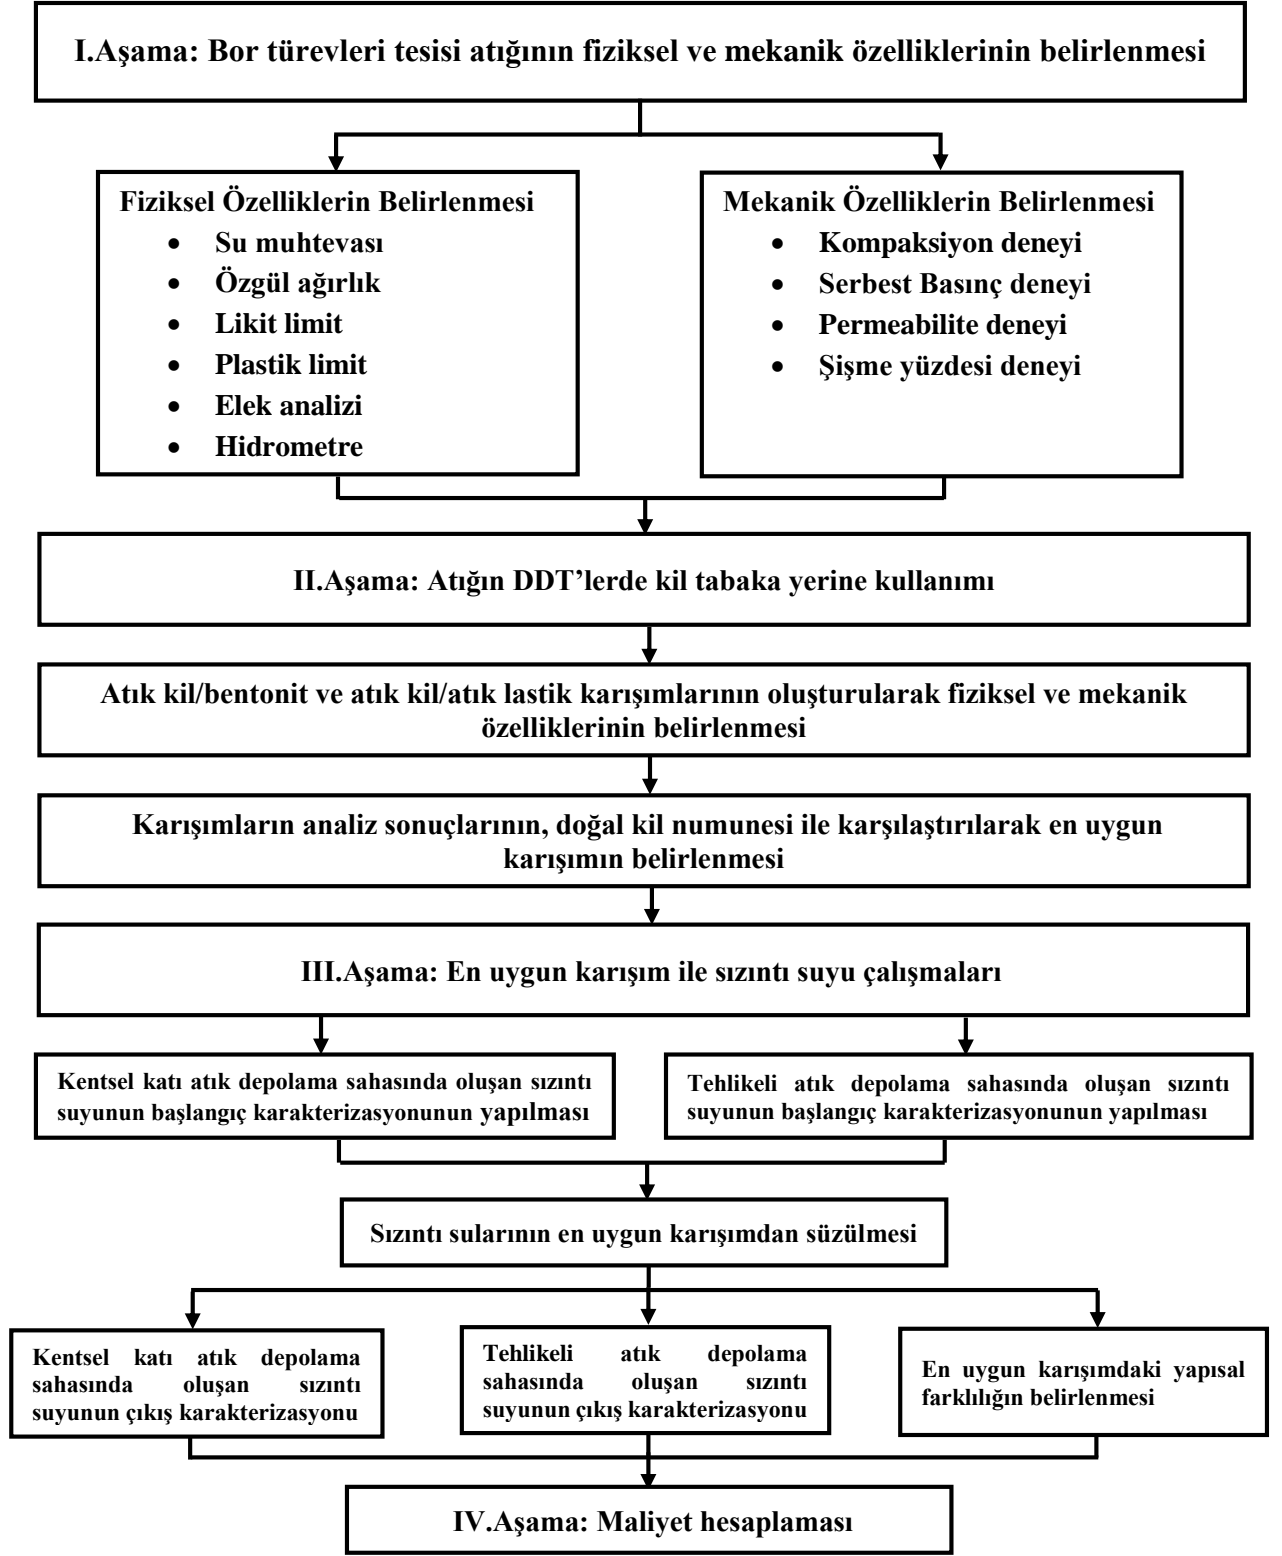 I.Aşama: Bor türevleri tesisi atığının fiziksel ve mekanik özelliklerinin belirlenmesi
Fiziksel Özelliklerin Belirlenmesi
• Su muhtevası
• Özgül ağırlık
• Likit limit
• Plastik limit
• Elek analizi
• Hidrometre
Mekanik Özelliklerin Belirlenmesi
• Kompaksiyon deneyi
• Serbest Basınç deneyi
• Permeabilite deneyi
• Şişme yüzdesi deneyi
II.Aşama: Atığın DDT’lerde kil tabaka yerine kullanımı
Atık kil/bentonit ve atık kil/atık lastik karışımlarının oluşturularak fiziksel ve mekanik
özelliklerinin belirlenmesi
Karışımların analiz sonuçlarının, doğal kil numunesi ile karşılaştırılarak en uygun
karışımın belirlenmesi
III.Aşama: En uygun karışım ile sızıntı suyu çalışmaları
Kentsel katı atık depolama sahasında oluşan sızıntı
suyunun başlangıç karakterizasyonunun yapılması
Tehlikeli atık depolama sahasında oluşan sızıntı
suyunun başlangıç karakterizasyonunun yapılması
Sızıntı sularının en uygun karışımdan süzülmesi
Kentsel katı atık depolama
sahasında oluşan sızıntı
suyunun çıkış karakterizasyonu
Tehlikeli atık depolama
sahasında oluşan sızıntı
suyunun çıkış karakterizasyonu
En uygun karışımdaki yapısal
farklılığın belirlenmesi
IV.Aşama: Maliyet hesaplaması